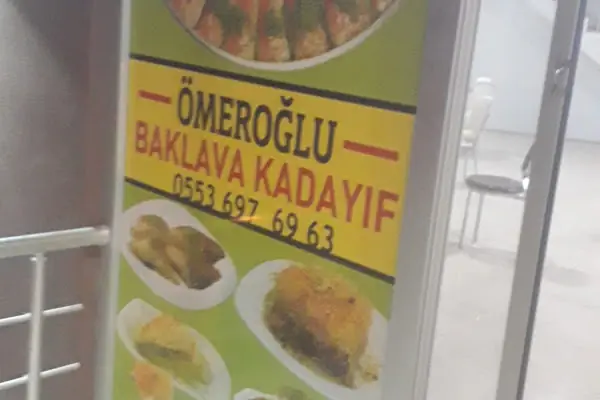 ÖMEROĞLU
BAKLAVA KADAYIF
0553 697 69 63